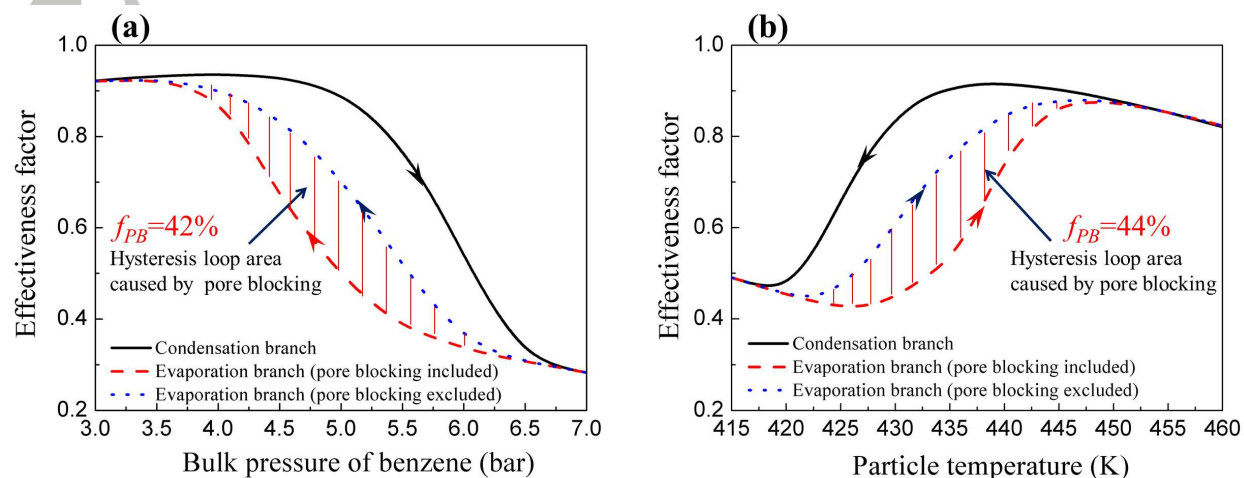 (a)
1.0
0.8
0.6
0.4
0.2
Effectiveness factor
f_PB=42%
Hysteresis loop area
caused by pore blocking
Condensation branch
Evaporation branch (pore blocking included)
Evaporation branch (pore blocking excluded)
3.0 3.5 4.0 4.5 5.0 5.5 6.0 6.5 7.0
Bulk pressure of benzene (bar)
(b)
1.0
0.8
0.6
0.4
0.2
Effectiveness factor
f_PB=44%
Hysteresis loop area
caused by pore blocking
Condensation branch
Evaporation branch (pore blocking included)
Evaporation branch (pore blocking excluded)
415 420 425 430 435 440 445 450 455 460
Particle temperature (K)